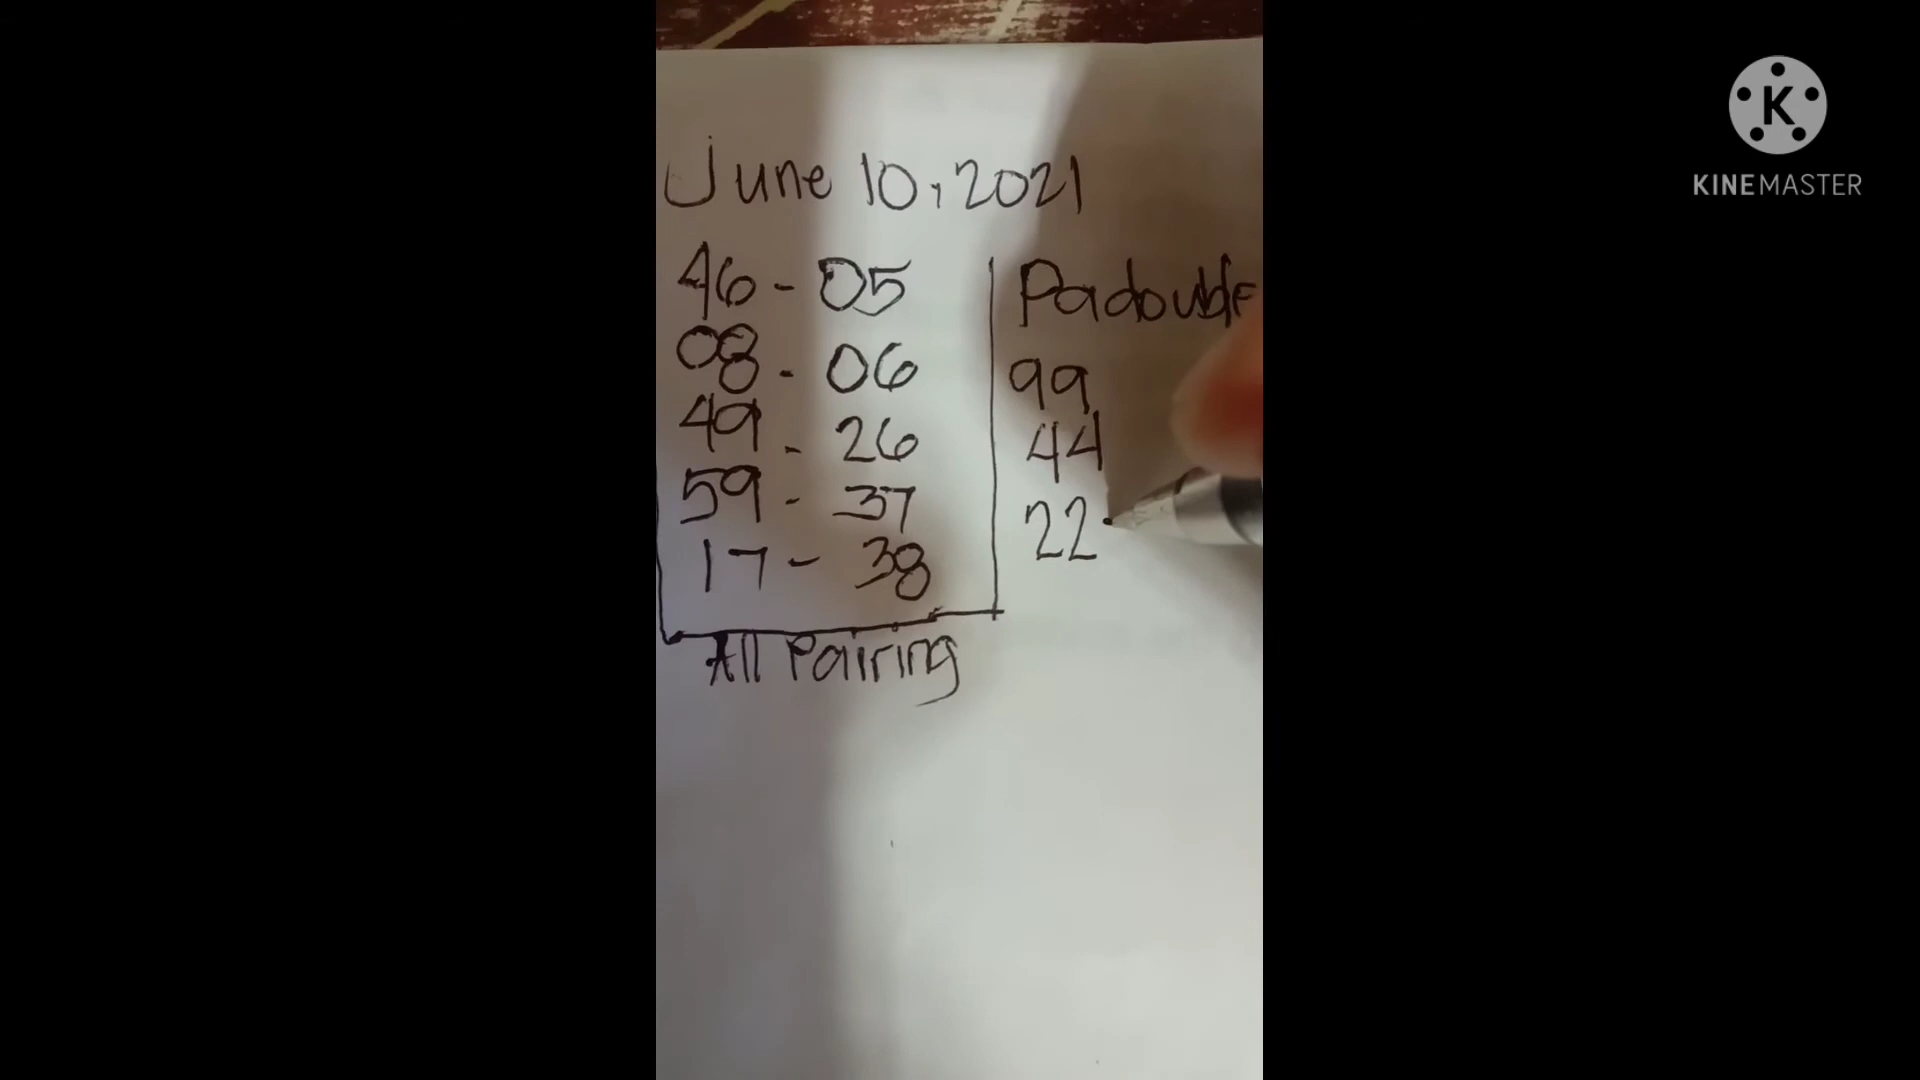 June 10, 2021
46 - 05
08 - 06
49 - 26
59 - 37
17 - 38
All Pairing
Padouble
99
44
22
K
KINEMASTER